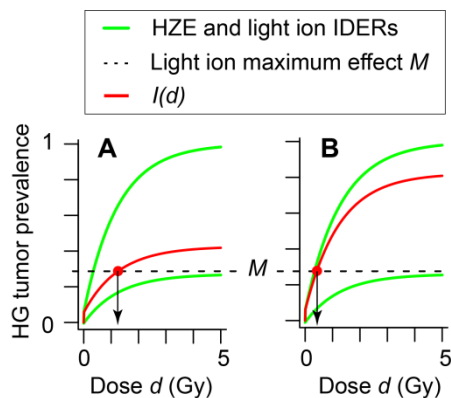 HZE and light ion IDERs
Light ion maximum effect M
I(d)
HG tumor prevalence
1
0
A
B
M
0
5
0
5
Dose d (Gy)
Dose d (Gy)